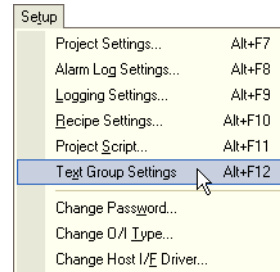 Setup
Project Settings... Alt+F7
Alarm Log Settings... Alt+F8
Logging Settings... Alt+F9
Recipe Settings... Alt+F10
Project Script... Alt+F11
Text Group Settings Alt+F12
Change Password...
Change O/I Type...
Change Host I/F Driver...